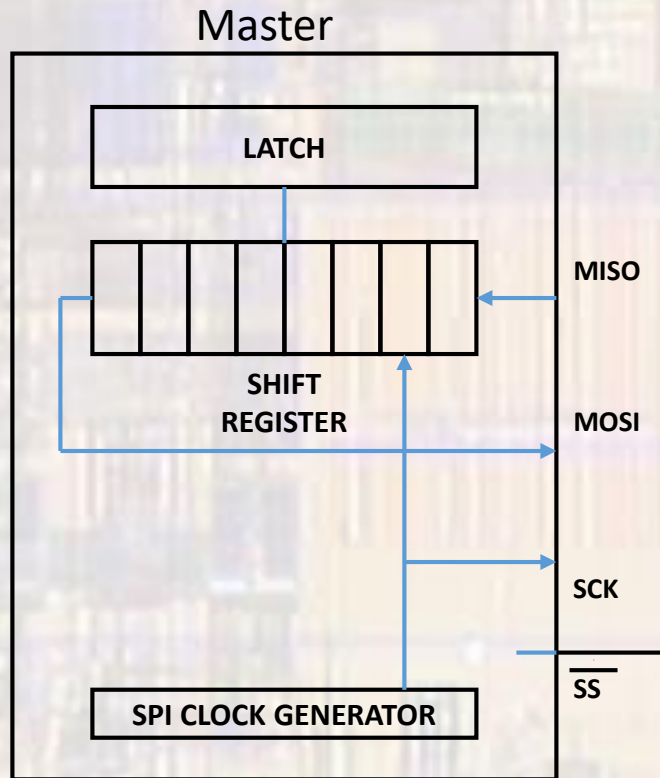 Master
LATCH
MISO
SHIFT
REGISTER
MOSI
SCK
SS
SPI CLOCK GENERATOR